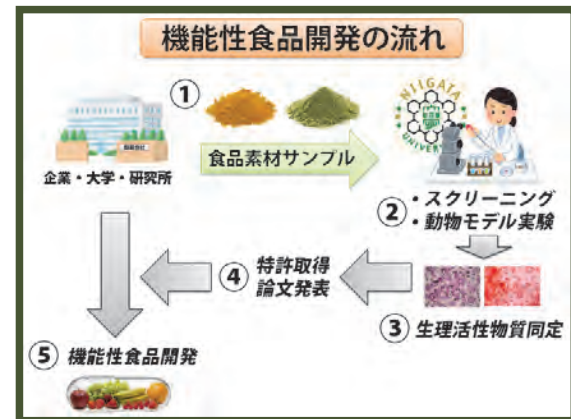 機能性食品開発の流れ
①
食品素材サンプル
企業・大学・研究所
NIIGATA
UNIVERSITY
② ・スクリーニング
・動物モデル実験
③ 生理活性物質同定
④ 特許取得
論文発表
⑤ 機能性食品開発